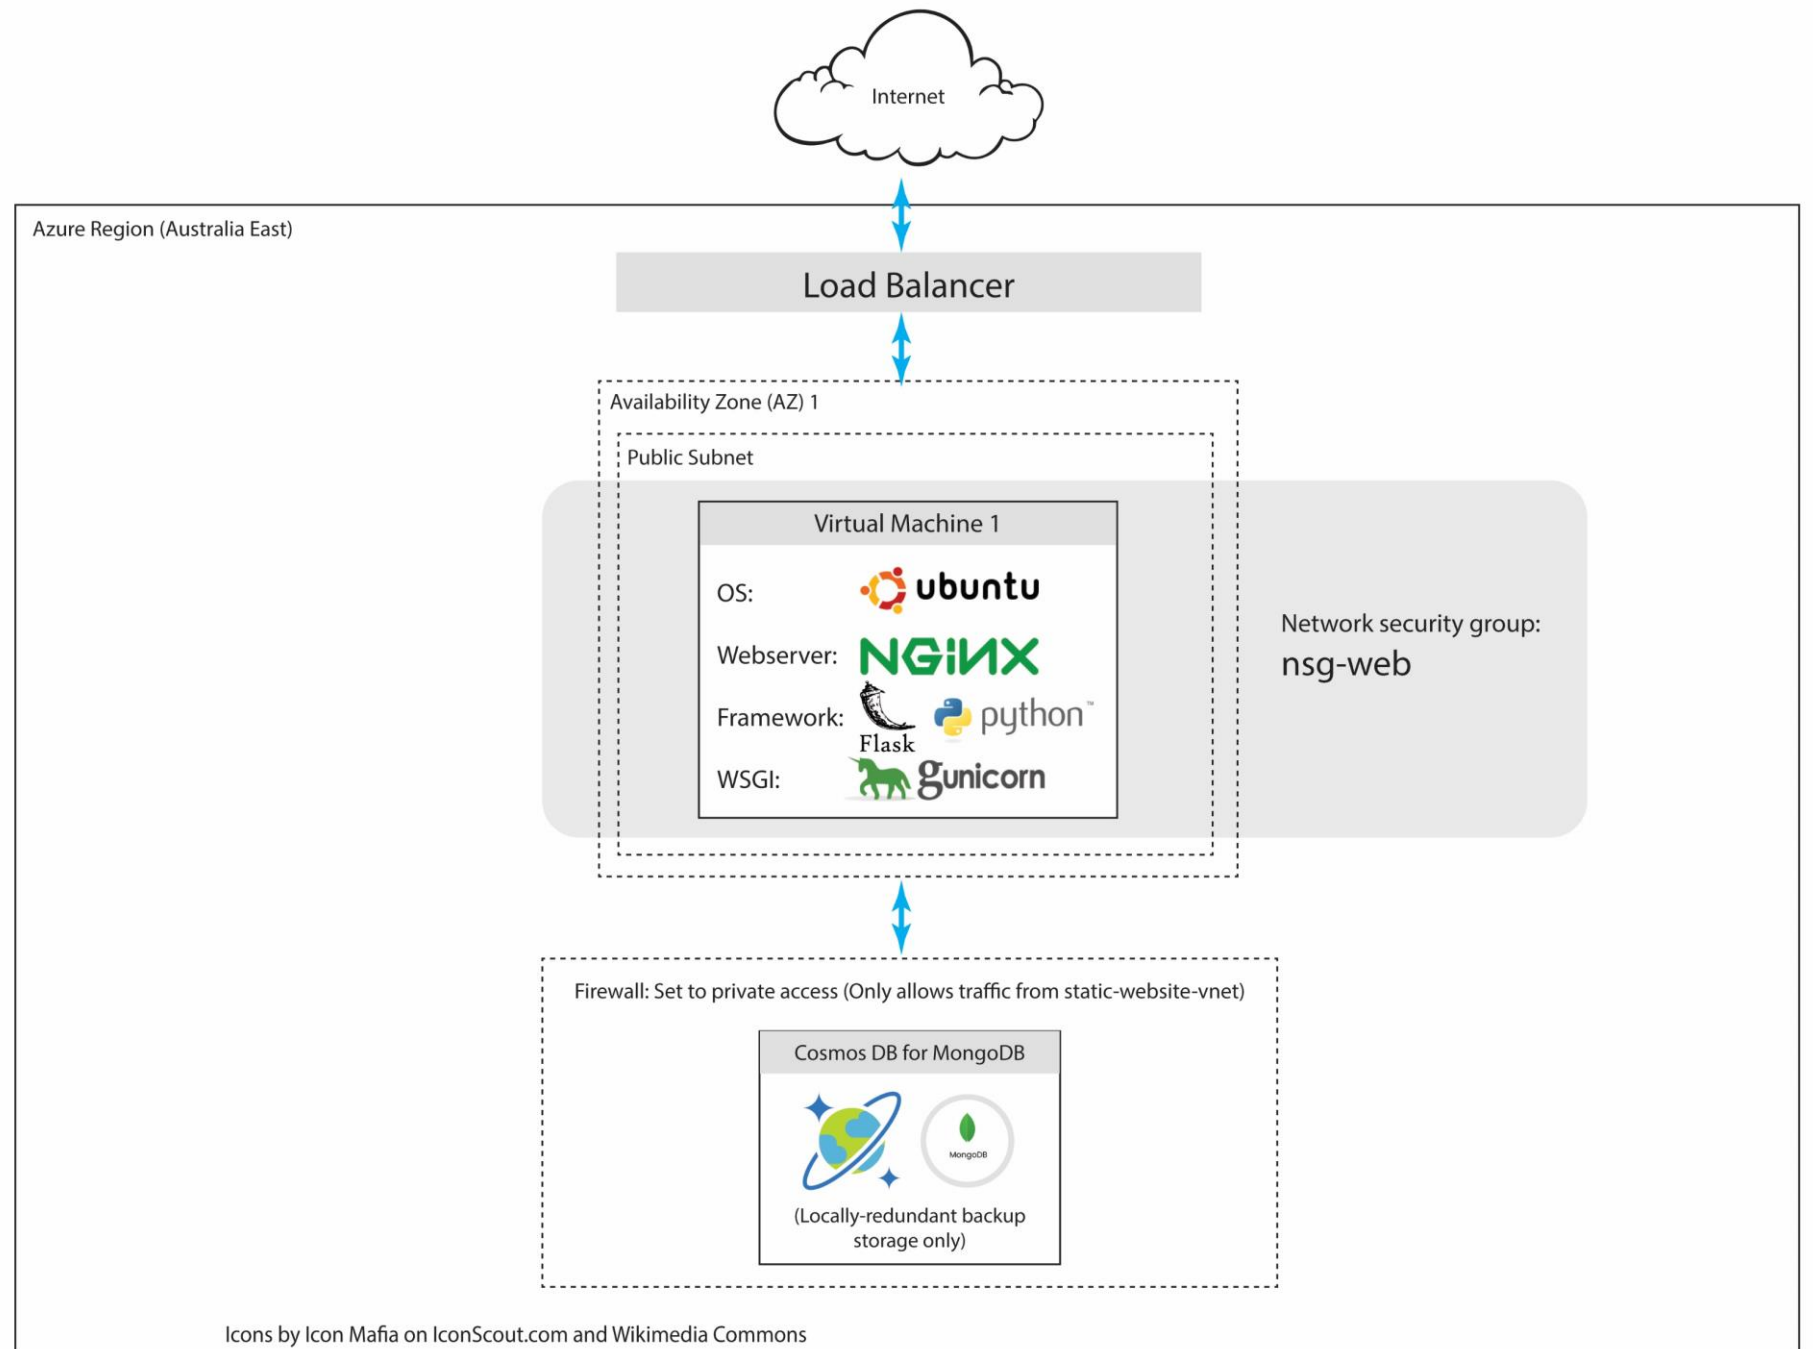 Internet
Azure Region (Australia East)
Load Balancer
Availability Zone (AZ) 1
Public Subnet
Virtual Machine 1
OS: ubuntu
Webserver: NGINX
Framework: Flask python™
WSGI: gunicorn
Network security group:
nsg-web
Firewall: Set to private access (Only allows traffic from static-website-vnet)
Cosmos DB for MongoDB
MongoDB
(Locally-redundant backup
storage only)
Icons by Icon Mafia on IconScout.com and Wikimedia Commons